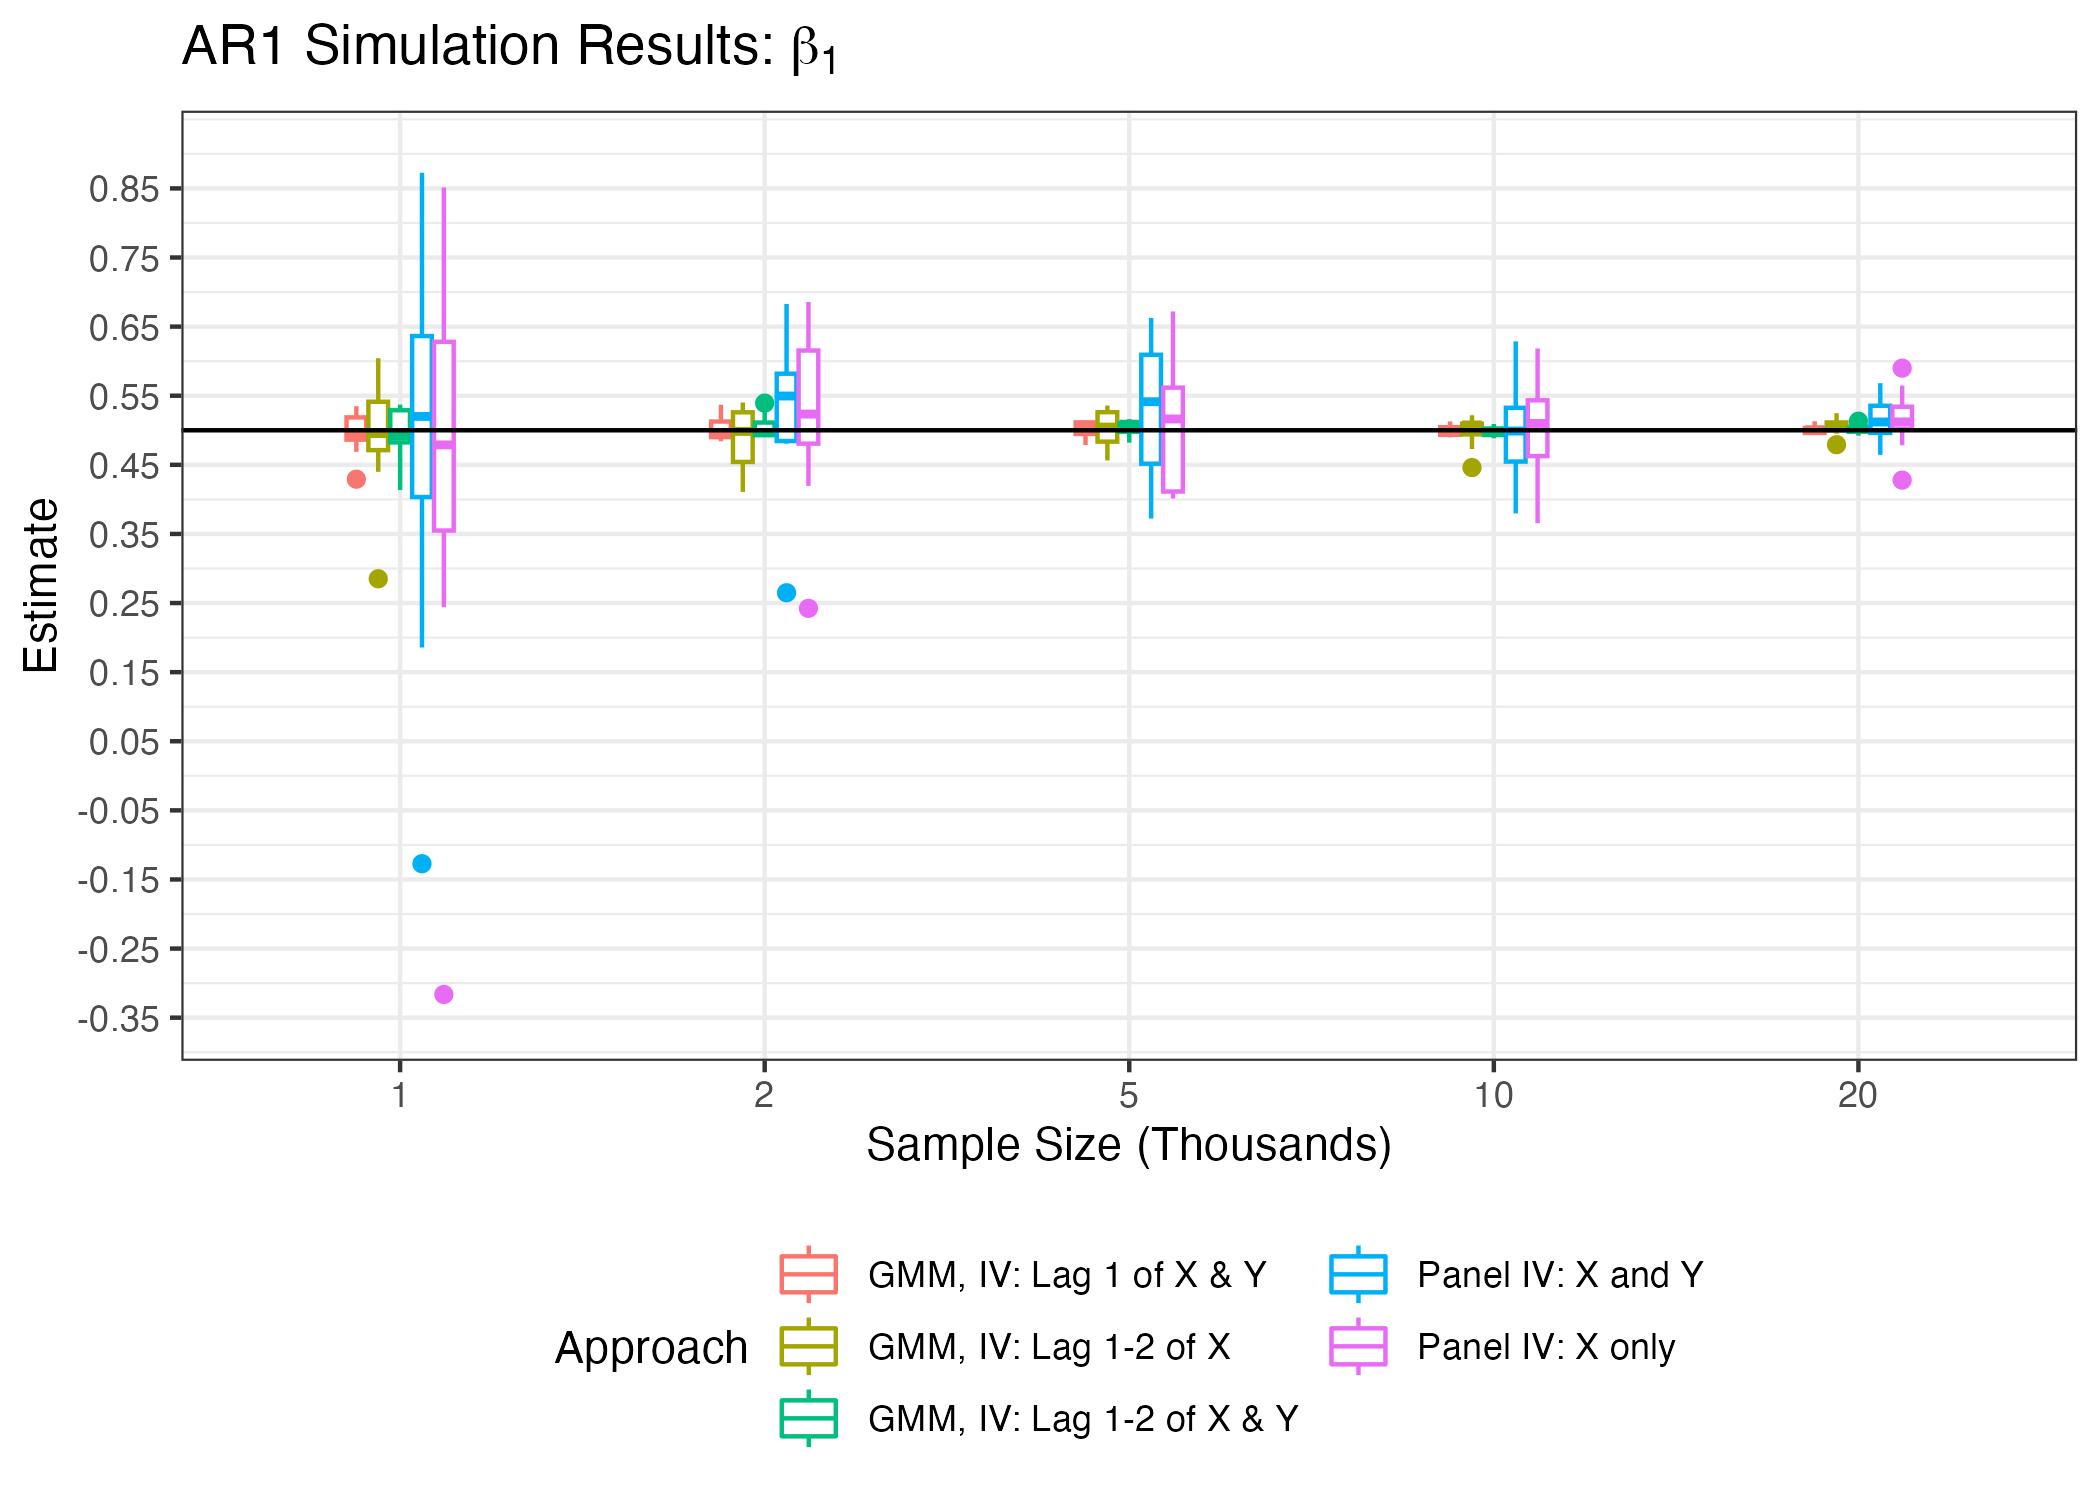 AR1 Simulation Results: β1
Estimate
0.85
0.75
0.65
0.55
0.45
0.35
0.25
0.15
0.05
-0.05
-0.15
-0.25
-0.35
1 2 5 10 20
Sample Size (Thousands)
Approach
GMM, IV: Lag 1 of X & Y
GMM, IV: Lag 1-2 of X
GMM, IV: Lag 1-2 of X & Y
Panel IV: X and Y
Panel IV: X only